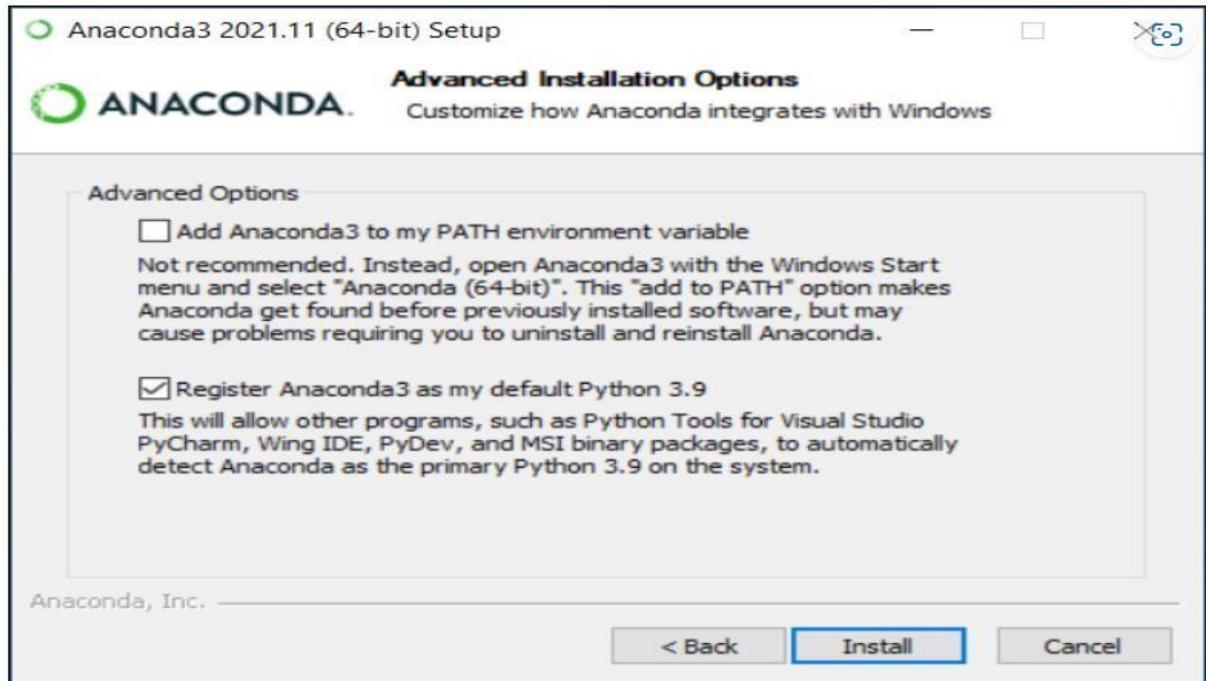 Anaconda3 2021.11 (64-bit) Setup
ANACONDA.
Advanced Installation Options
Customize how Anaconda integrates with Windows
Advanced Options
Add Anaconda3 to my PATH environment variable
Not recommended. Instead, open Anaconda3 with the Windows Start
menu and select "Anaconda (64-bit)". This "add to PATH" option makes
Anaconda get found before previously installed software, but may
cause problems requiring you to uninstall and reinstall Anaconda.
Register Anaconda3 as my default Python 3.9
This will allow other programs, such as Python Tools for Visual Studio
PyCharm, Wing IDE, PyDev, and MSI binary packages, to automatically
detect Anaconda as the primary Python 3.9 on the system.
Anaconda, Inc.
< Back
Install
Cancel